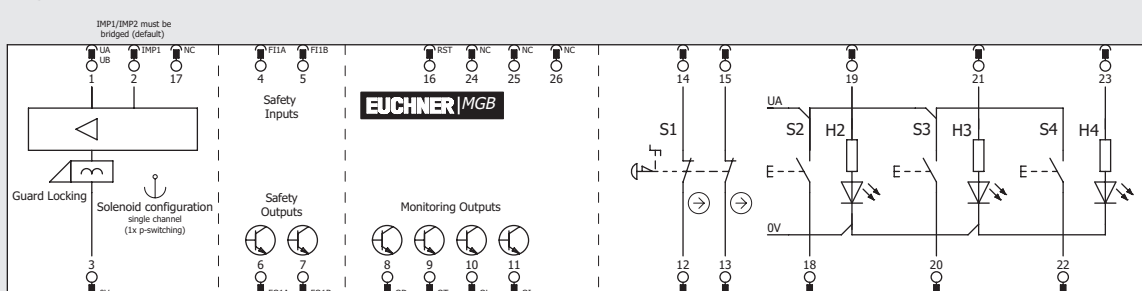 IMP1/IMP2 must be
bridged (default)
UA IMP1 NC FI1A FI1B RST NC NC NC
UB
1 2 17 4 5 16 24 25 26 14 15 19 21 23
Safety
Inputs
EUCHNER MGB
UA
S1 S2 H2 S3 H3 S4 H4
E E E
Guard Locking
Solenoid configuration
single channel
(1x p-switching)
Safety
Outputs
Monitoring Outputs
0V
3 6 7 8 9 10 11 12 13 18 20 22